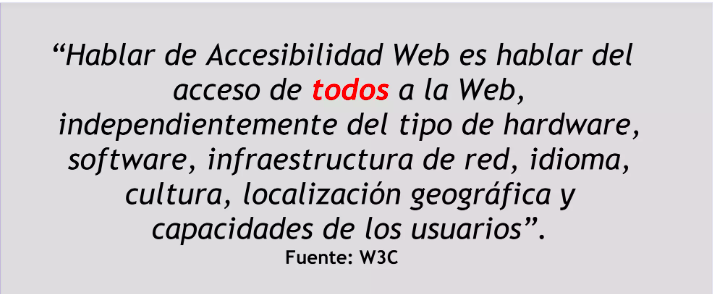 “Hablar de Accesibilidad Web es hablar del
acceso de todos a la Web,
independientemente del tipo de hardware,
software, infraestructura de red, idioma,
cultura, localización geográfica y
capacidades de los usuarios”.
Fuente: W3C